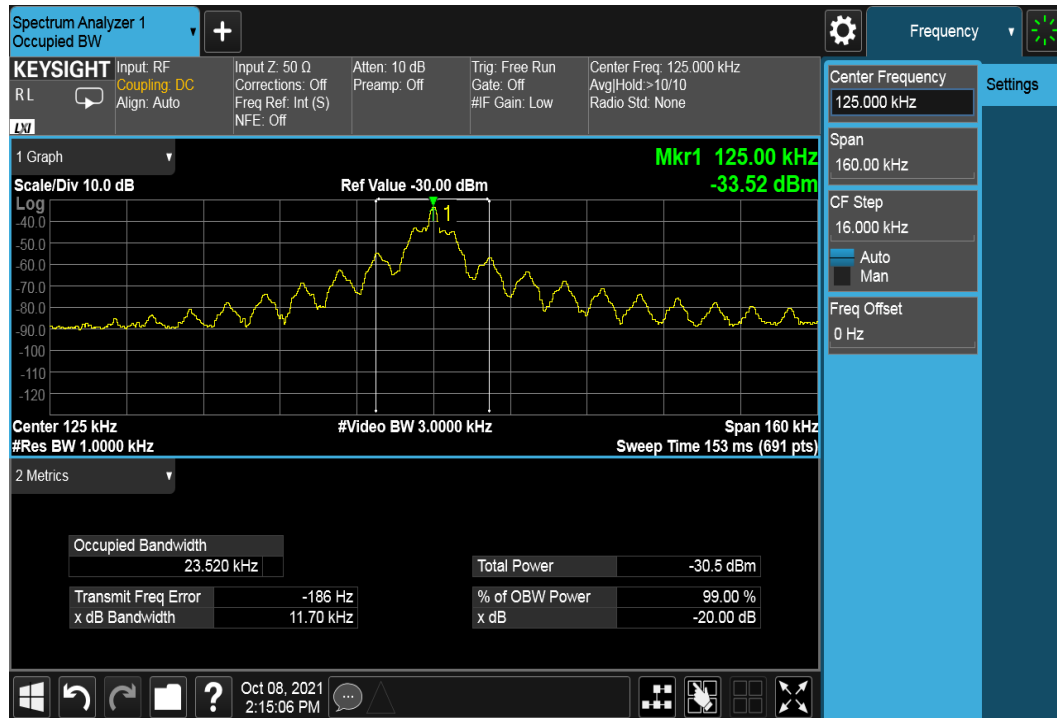 Spectrum Analyzer 1
Occupied BW
+
Frequency
KEYSIGHT
RL
LXI
Input: RF
Coupling: DC
Align: Auto
Input Z: 50 Ω
Corrections: Off
Freq Ref: Int (S)
NFE: Off
Atten: 10 dB
Preamp: Off
Trig: Free Run
Gate: Off
#IF Gain: Low
Center Freq: 125.000 kHz
Avg|Hold:>10/10
Radio Std: None
Center Frequency
125.000 kHz
Settings
Span
160.00 kHz
CF Step
16.000 kHz
Auto
Man
Freq Offset
0 Hz
1 Graph
Mkr1 125.00 kHz
-33.52 dBm
Scale/Div 10.0 dB
Ref Value -30.00 dBm
Log
1
-40.0
-50.0
-60.0
-70.0
-80.0
-90.0
-100
-110
-120
Center 125 kHz
#Video BW 3.0000 kHz
Span 160 kHz
#Res BW 1.0000 kHz
Sweep Time 153 ms (691 pts)
2 Metrics
Occupied Bandwidth
23.520 kHz
Total Power -30.5 dBm
Transmit Freq Error -186 Hz
% of OBW Power 99.00 %
x dB Bandwidth 11.70 kHz
x dB -20.00 dB
?
Oct 08, 2021
2:15:06 PM